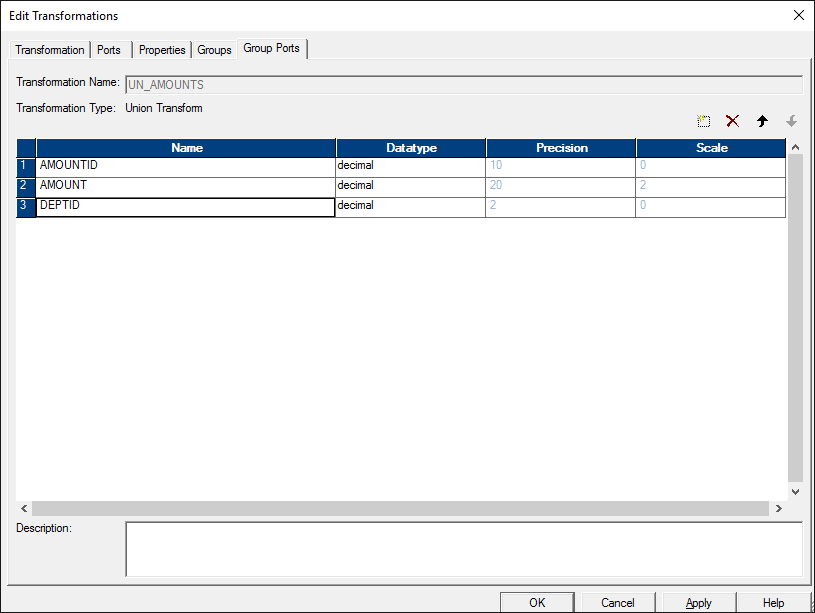 Edit Transformations
Transformation Ports Properties Groups Group Ports
Transformation Name: UN_AMOUNTS
Transformation Type: Union Transform
Name Datatype Precision Scale
1 AMOUNTID decimal 10 0
2 AMOUNT decimal 20 2
3 DEPTID decimal 2 0
Description:
OK Cancel Apply Help